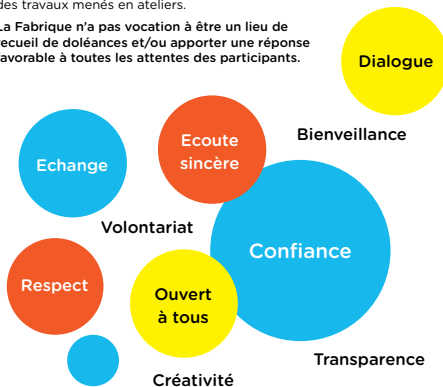 des travaux menés en ateliers.
La Fabrique n’a pas vocation à être un lieu de
recueil de doléances et/ou apporter une réponse
favorable à toutes les attentes des participants.
Dialogue
Ecoute
sincère
Bienveillance
Echange
Volontariat
Confiance
Respect
Ouvert
à tous
Transparence
Créativité